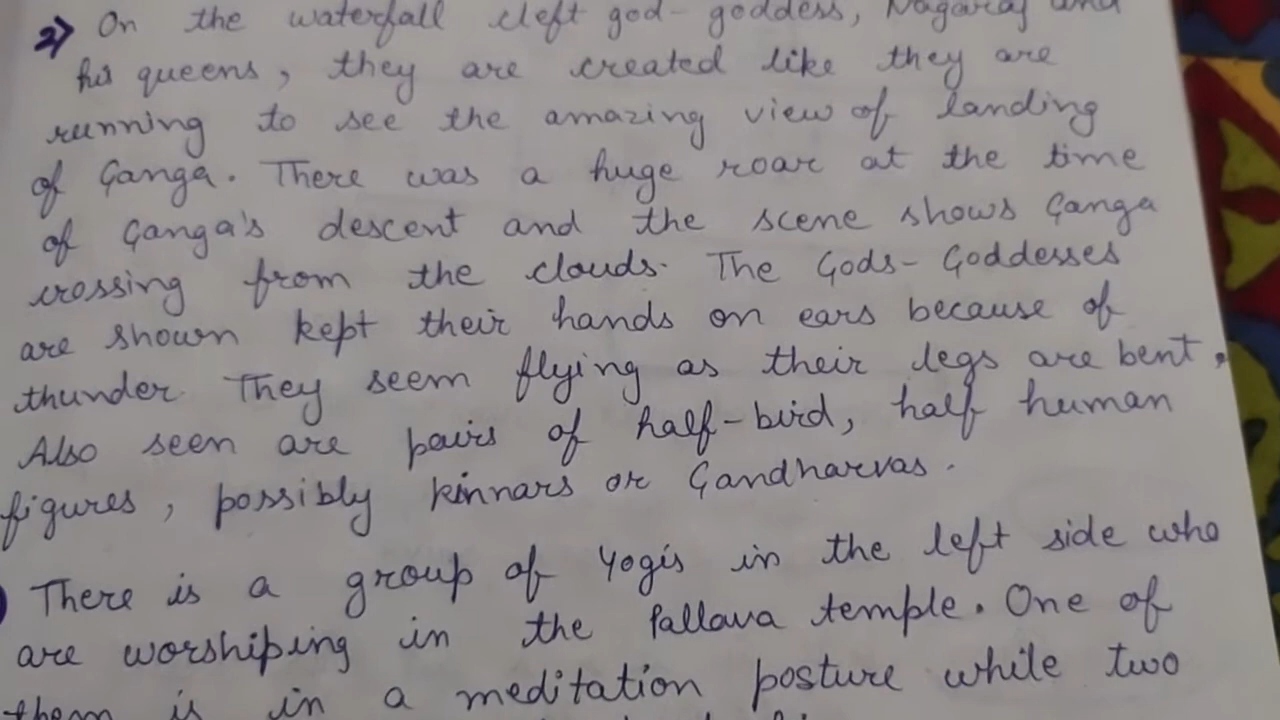 2) On the waterfall cleft god-goddess, Nagaraj and
his queens, they are created like they are
running to see the amazing view of landing
of Ganga. There was a huge roar at the time
of Ganga's descent and the scene shows Ganga
crossing from the clouds. The Gods-Goddesses
are shown kept their hands on ears because of
thunder. They seem flying as their legs are bent.
Also seen are pairs of half-bird, half human
figures, possibly kinnars or Gandharvas.
There is a group of Yogis in the left side who
are worshiping in the Pallava temple. One of
them is in a meditation posture while two